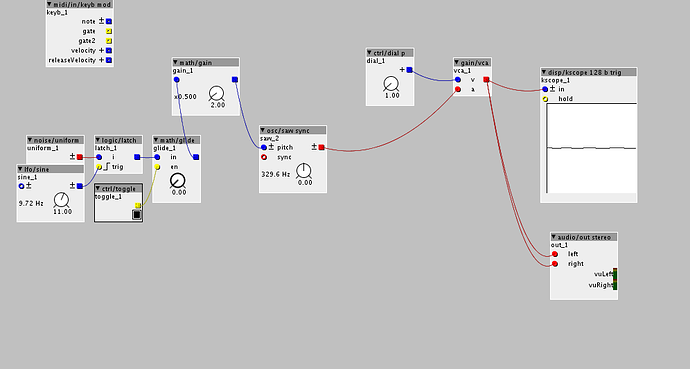 midi/in/keyb mod
keyb_1
note
gate
gate2
velocity
releaseVelocity
math/gain
gain_1
x0.500
2.00
ctrl/dial p
dial_1
1.00
gain/vca
vca_1
v
a
disp/kscope 128 b trig
kscope_1
in
hold
osc/saw sync
saw_2
pitch
sync
329.6 Hz
0.00
noise/uniform
uniform_1
logic/latch
latch_1
i
trig
math/glide
glide_1
in
en
0.00
lfo/sine
sine_1
9.72 Hz
11.00
ctrl/toggle
toggle_1
audio/out stereo
out_1
left
right
vuLeft
vuRight